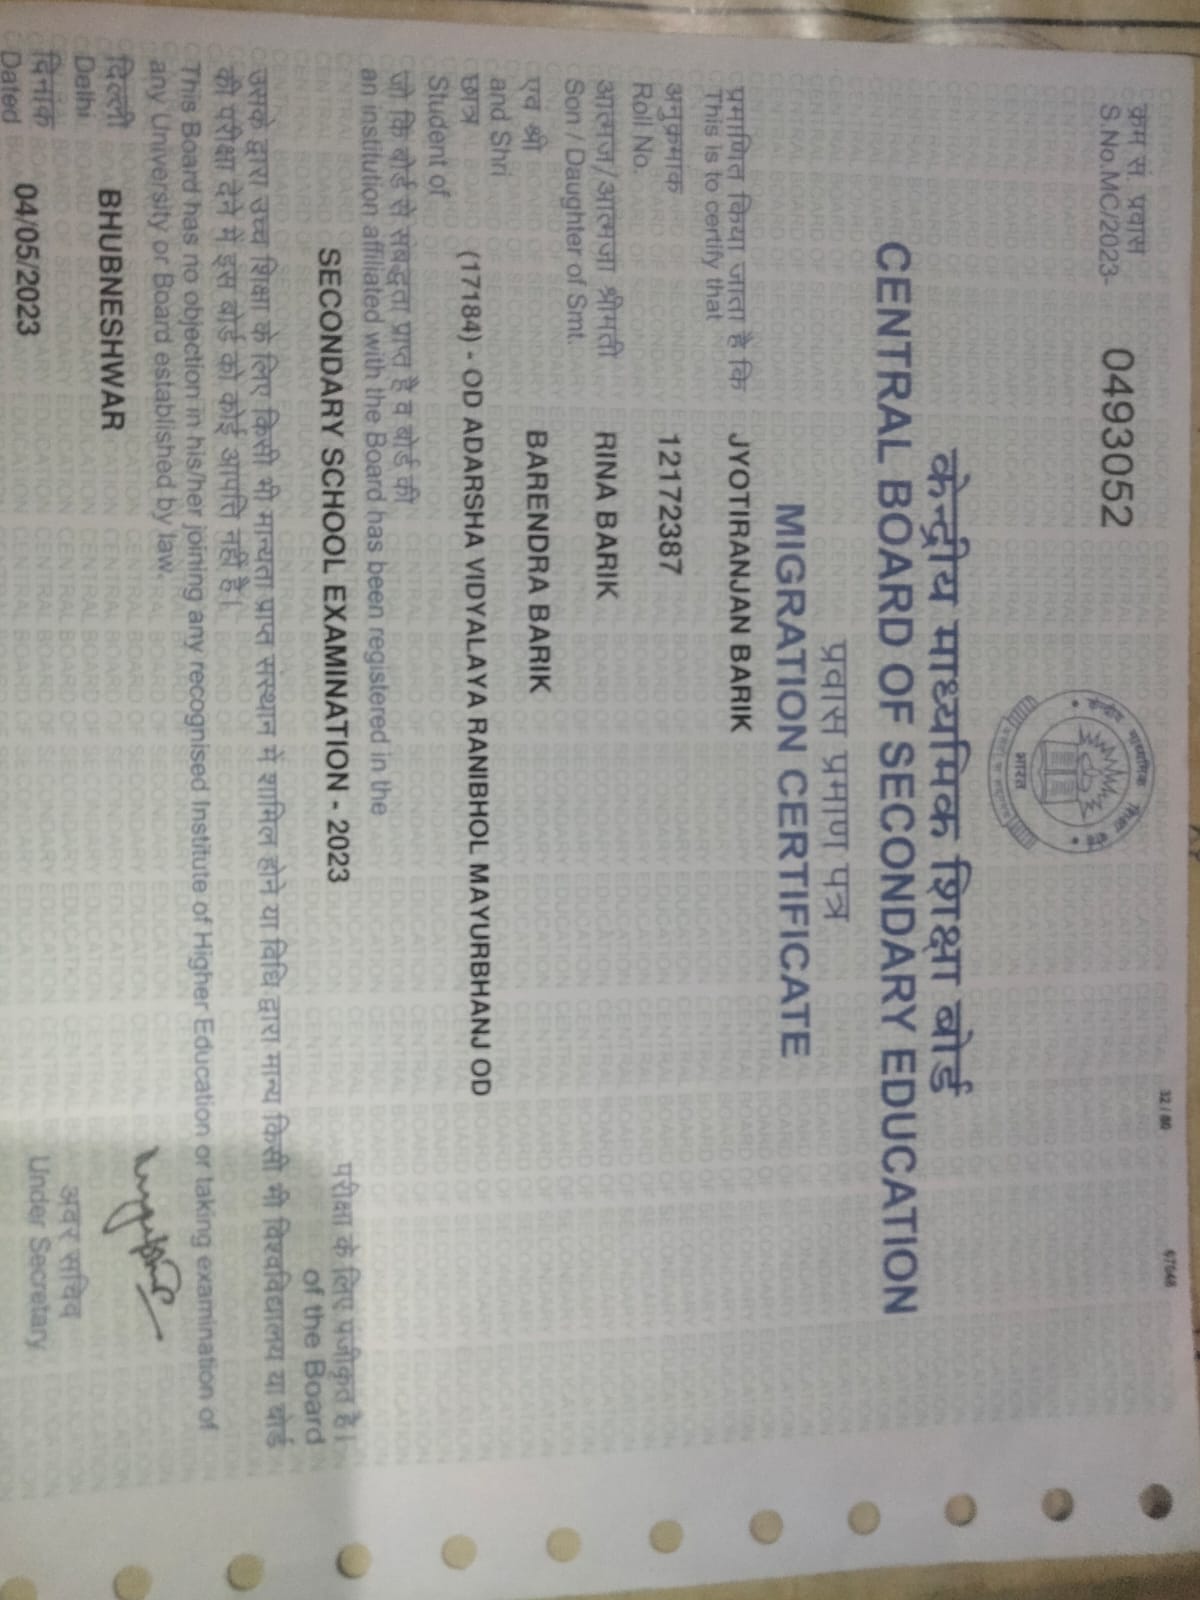 क्रम सं. प्रवास
S.No.MC/2023- 04930052
32 / 80
67548
केन्द्रीय माध्यमिक शिक्षा बोर्ड
भारत
केन्द्रीय माध्यमिक शिक्षा बोर्ड
CENTRAL BOARD OF SECONDARY EDUCATION
प्रवास प्रमाण पत्र
MIGRATION CERTIFICATE
प्रमाणित किया जाता है कि JYOTIRANJAN BARIK
This is to certify that
अनुक्रमांक 12172387
Roll No.
आत्मज/आत्मजा श्रीमती RINA BARIK
Son / Daughter of Smt.
एवं श्री BARENDRA BARIK
and Shri
छात्र (17184) - OD ADARSHA VIDYALAYA RANIBHOL MAYURBHANJ OD
Student of
जो कि बोर्ड से संबद्धता प्राप्त है व बोर्ड की
an institution affiliated with the Board has been registered in the
SECONDARY SCHOOL EXAMINATION - 2023
परीक्षा के लिए पंजीकृत है।
of the Board
उसके द्वारा उच्च शिक्षा के लिए किसी भी मान्यता प्राप्त संस्थान में शामिल होने या विधि द्वारा मान्य किसी भी विश्वविद्यालय या बोर्ड
की परीक्षा देने में इस बोर्ड को कोई आपत्ति नहीं है।
This Board has no objection in his/her joining any recognised Institute of Higher Education or taking examination of
any University or Board established by law.
दिल्ली BHUBNESHWAR
Delhi
दिनांक 04/05/2023
Dated
अवर सचिव
Under Secretary